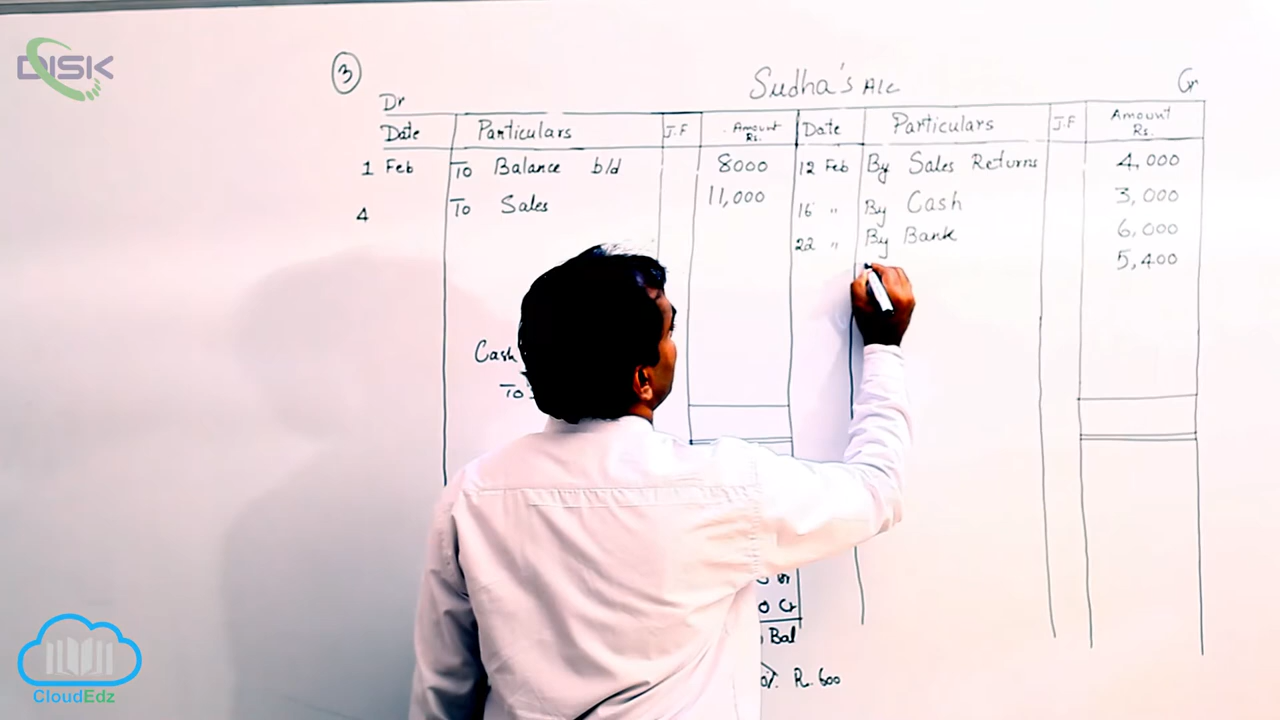 DISK
3
Sudha's A/c
Dr
Cr
Date Particulars J.F Amount Rs. Date Particulars J.F Amount Rs.
1 Feb To Balance b/d 8000 12 Feb By Sales Returns 4,000
4 To Sales 11,000 16 " By Cash 3,000
22 " By Bank 6,000
5,400
Cash
To
0 Cr
Bal
R. 600
CloudEdz